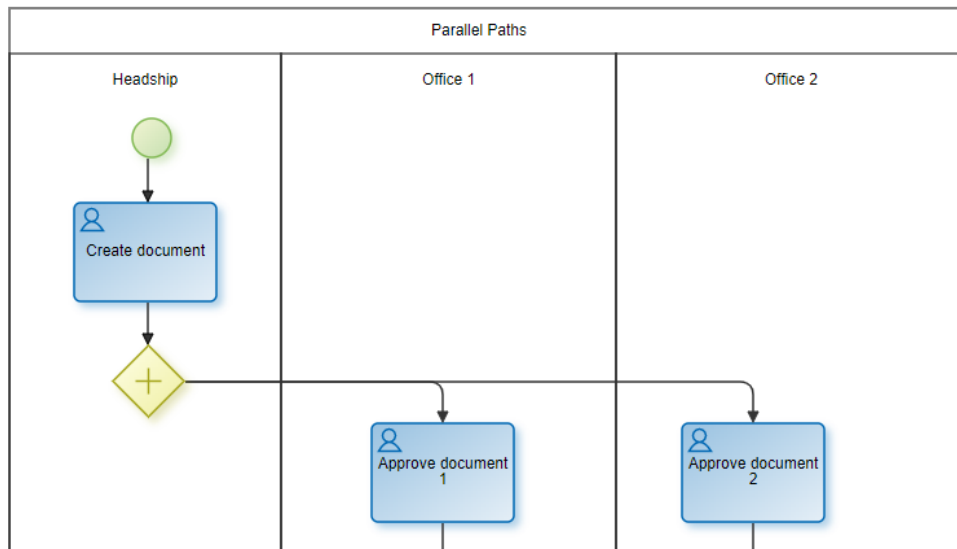 Parallel Paths
Headship
Office 1
Office 2
Create document
Approve document
1
Approve document
2